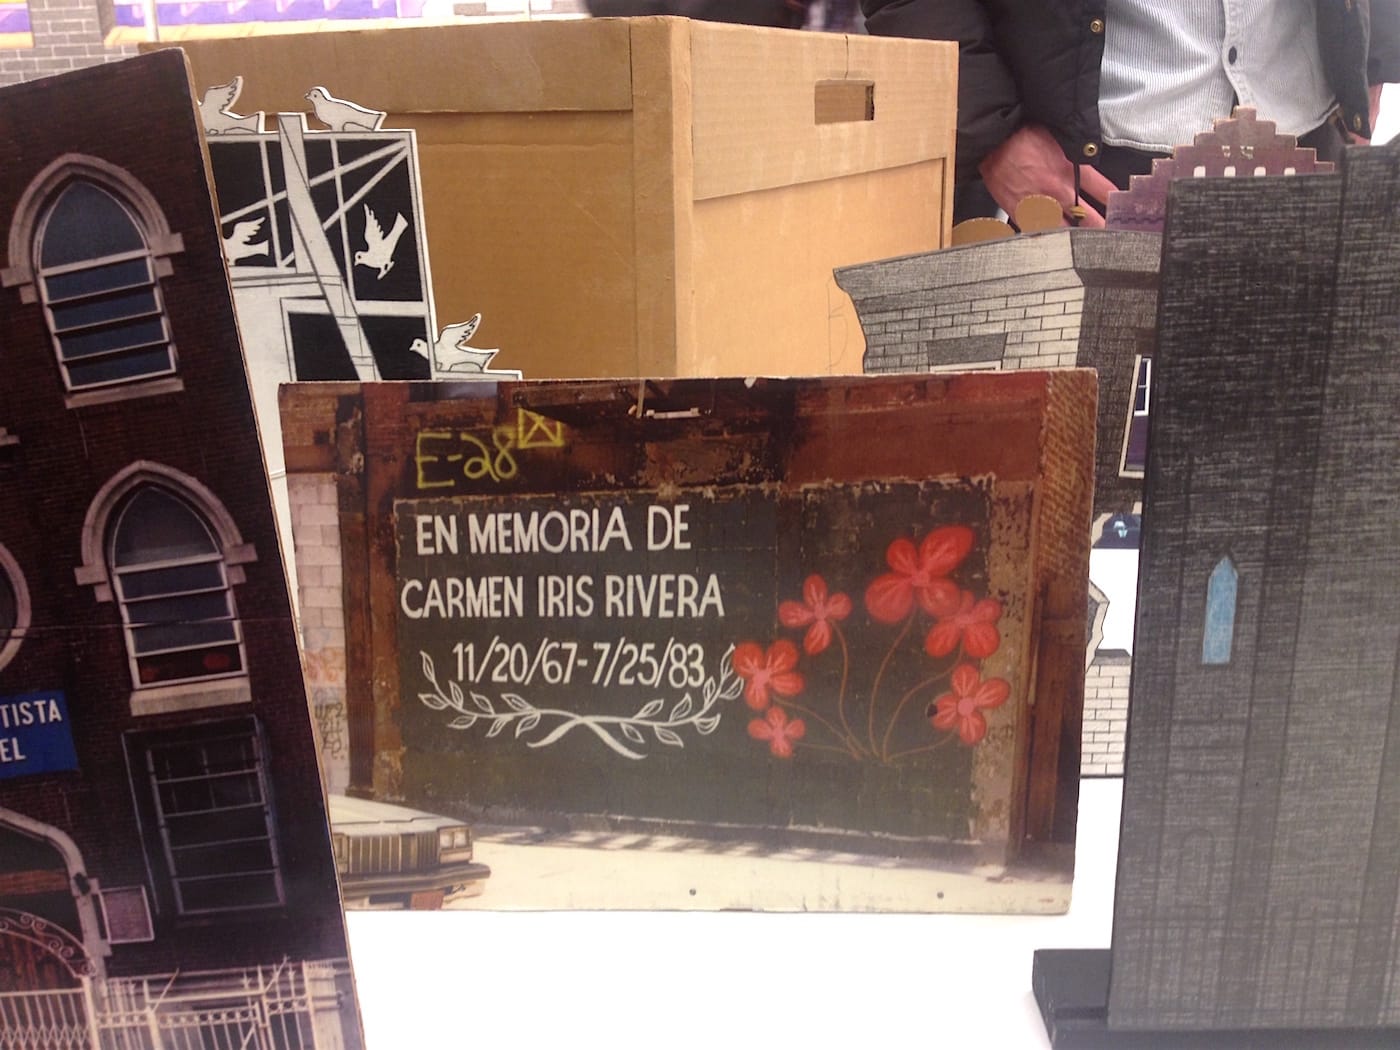 E-28
EN MEMORIA DE
CARMEN IRIS RIVERA
11/20/67-7/25/83
TISTA
EL